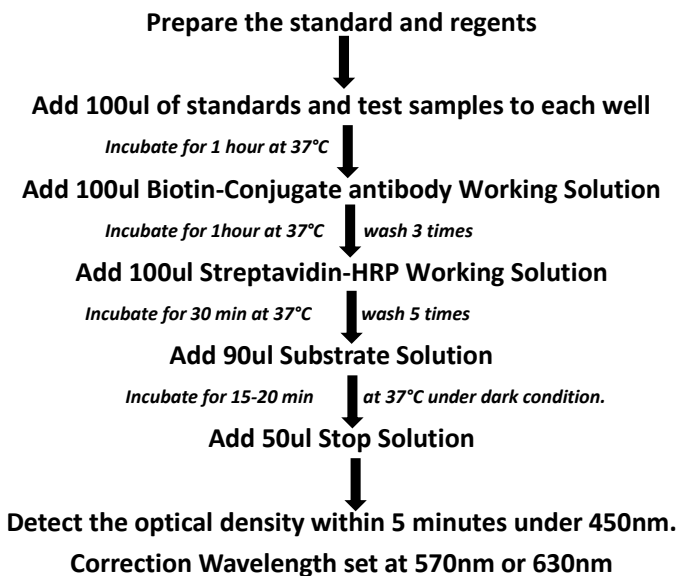 Prepare the standard and regents
Add 100ul of standards and test samples to each well
Incubate for 1 hour at 37°C
Add 100ul Biotin-Conjugate antibody Working Solution
Incubate for 1hour at 37°C wash 3 times
Add 100ul Streptavidin-HRP Working Solution
Incubate for 30 min at 37°C wash 5 times
Add 90ul Substrate Solution
Incubate for 15-20 min at 37°C under dark condition.
Add 50ul Stop Solution
Detect the optical density within 5 minutes under 450nm.
Correction Wavelength set at 570nm or 630nm